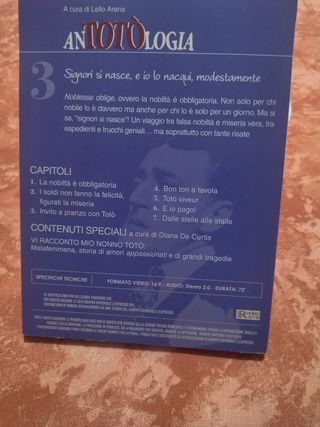 A cura di Lello Arena
ANTOTÒLOGIA
3
Signori si nasce, e io lo nacqui, modestamente
Noblesse oblige, ovvero la nobiltà è obbligatoria. Non solo per chi
nobile lo è davvero ma anche per chi lo è solo per un giorno. Ma si
sa, "signori si nasce"! Un viaggio tra falsa nobiltà e miseria vera, tra
espedienti e trucchi geniali... ma soprattutto con tante risate
CAPITOLI
1. La nobiltà è obbligatoria
2. I soldi non fanno la felicità,
figurati la miseria
3. Invito a pranzo con Totò
4. Bon ton a tavola
5. Totò viveur
6. E io pago!
7. Dalle stelle alle stalle
CONTENUTI SPECIALI a cura di Diana De Curtis
VI RACCONTO MIO NONNO TOTÒ:
Malafemmena, storia di amori appassionati e di grandi tragedie
SPECIFICHE TECNICHE
FORMATO VIDEO: 16:9 - AUDIO: Stereo 2.0 - DURATA: 72'